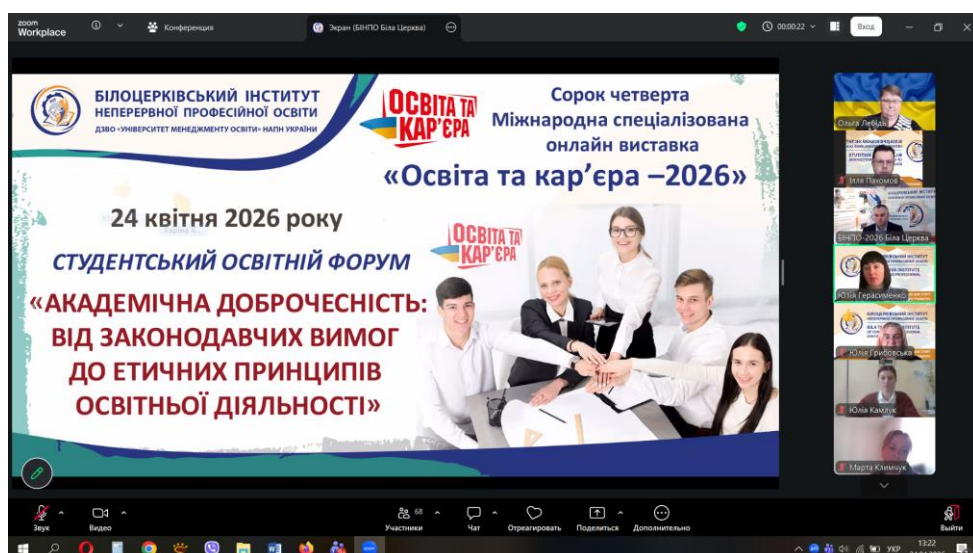 zoom
Workplace
Конференция
Экран (БІНПО Біла Церква)
00:00:22
Вход
БІЛОЦЕРКІВСЬКИЙ ІНСТИТУТ
НЕПЕРЕРВНОЇ ПРОФЕСІЙНОЇ ОСВІТИ
ДЗВО «УНІВЕРСИТЕТ МЕНЕДЖМЕНТУ ОСВІТИ» НАПН УКРАЇНИ
ОСВІТА ТА
КАР'ЄРА
Сорок четверта
Міжнародна спеціалізована
онлайн виставка
«Освіта та кар’єра –2026»
24 квітня 2026 року
СТУДЕНТСЬКИЙ ОСВІТНІЙ ФОРУМ
«АКАДЕМІЧНА ДОБРОЧЕСНІСТЬ:
ВІД ЗАКОНОДАВЧИХ ВИМОГ
ДО ЕТИЧНИХ ПРИНЦИПІВ
ОСВІТНЬОЇ ДІЯЛЬНОСТІ»
ОСВІТА ТА
КАР'ЄРА
Ольга Лебідь
Ілля Пахомов
БІНПО-2026 Біла Церква
Юлія Герасименко
Юлія Грибовська
Юлія Камлук
Марта Климчук
Звук
Видео
Участники
68
Чат
Отреагировать
Поделиться
Дополнительно
Выйти
УКР
13:22
24.04.2026